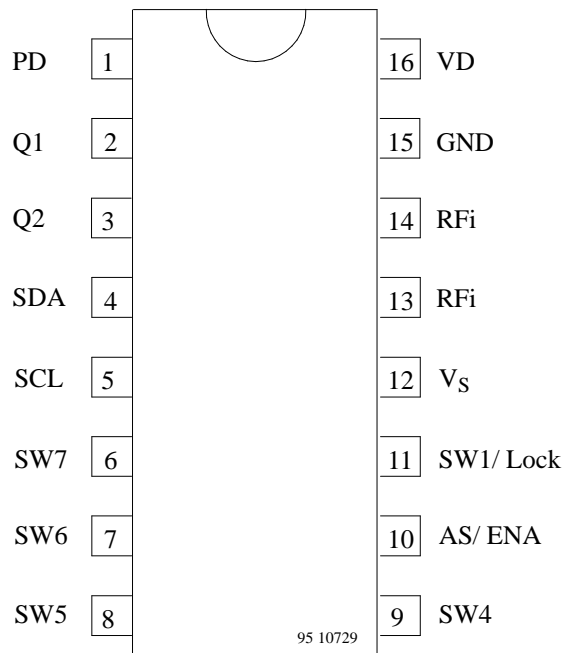 PD 1 16 VD
Q1 2 15 GND
Q2 3 14 RFi
SDA 4 13 RFi
SCL 5 12 VS
SW7 6 11 SW1/ Lock
SW6 7 10 AS/ ENA
SW5 8 9 SW4
95 10729